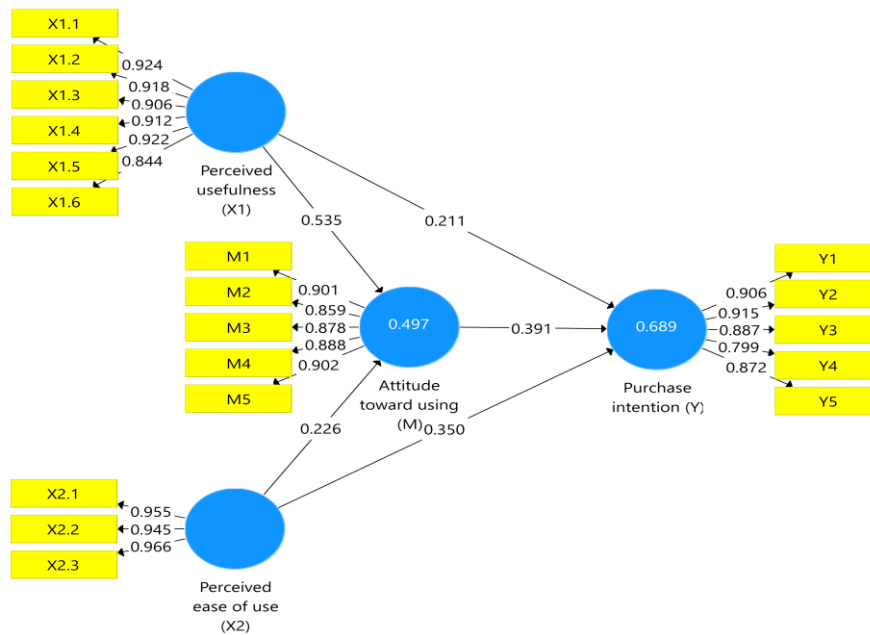 X1.1
X1.2
X1.3
X1.4
X1.5
X1.6
0.924
0.918
0.906
0.912
0.922
0.844
Perceived
usefulness
(X1)
0.535
0.211
M1
M2
M3
M4
M5
0.901
0.859
0.878
0.888
0.902
0.497
Attitude
toward using
(M)
0.391
0.226
0.350
0.689
Purchase
intention (Y)
0.906
0.915
0.887
0.799
0.872
Y1
Y2
Y3
Y4
Y5
X2.1
X2.2
X2.3
0.955
0.945
0.966
Perceived
ease of use
(X2)